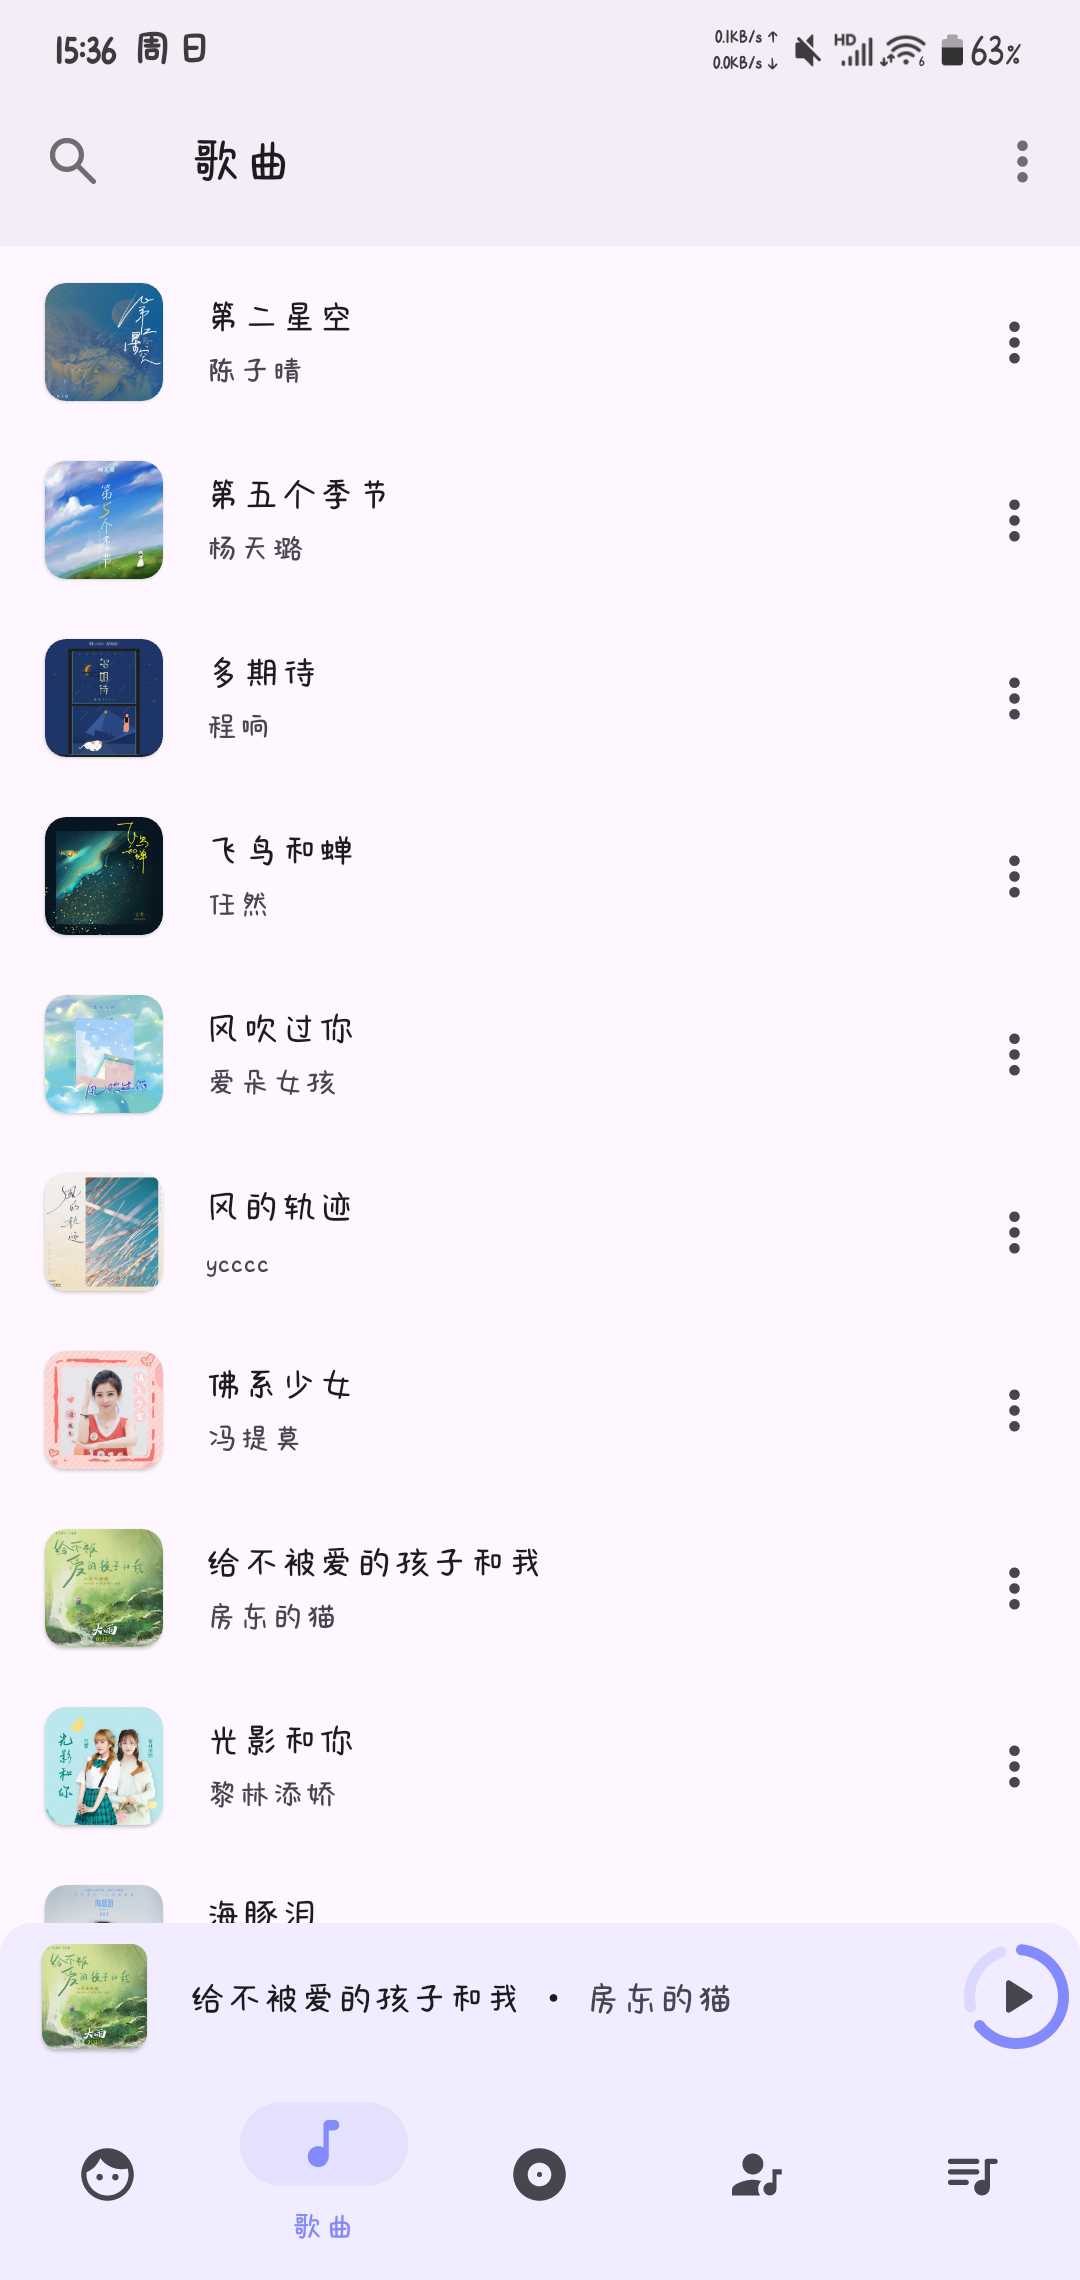 15:36 周日
0.1KB/s ↑
0.0KB/s ↓
HD
6
63%
歌曲
第二星空
陈子晴
第五个季节
杨天璐
多期待
程响
飞鸟和蝉
任然
风吹过你
爱朵女孩
风的轨迹
ycccc
佛系少女
冯提莫
给不被爱的孩子和我
房东的猫
光影和你
黎林添娇
海豚泪
给不被爱的孩子和我 • 房东的猫
歌曲